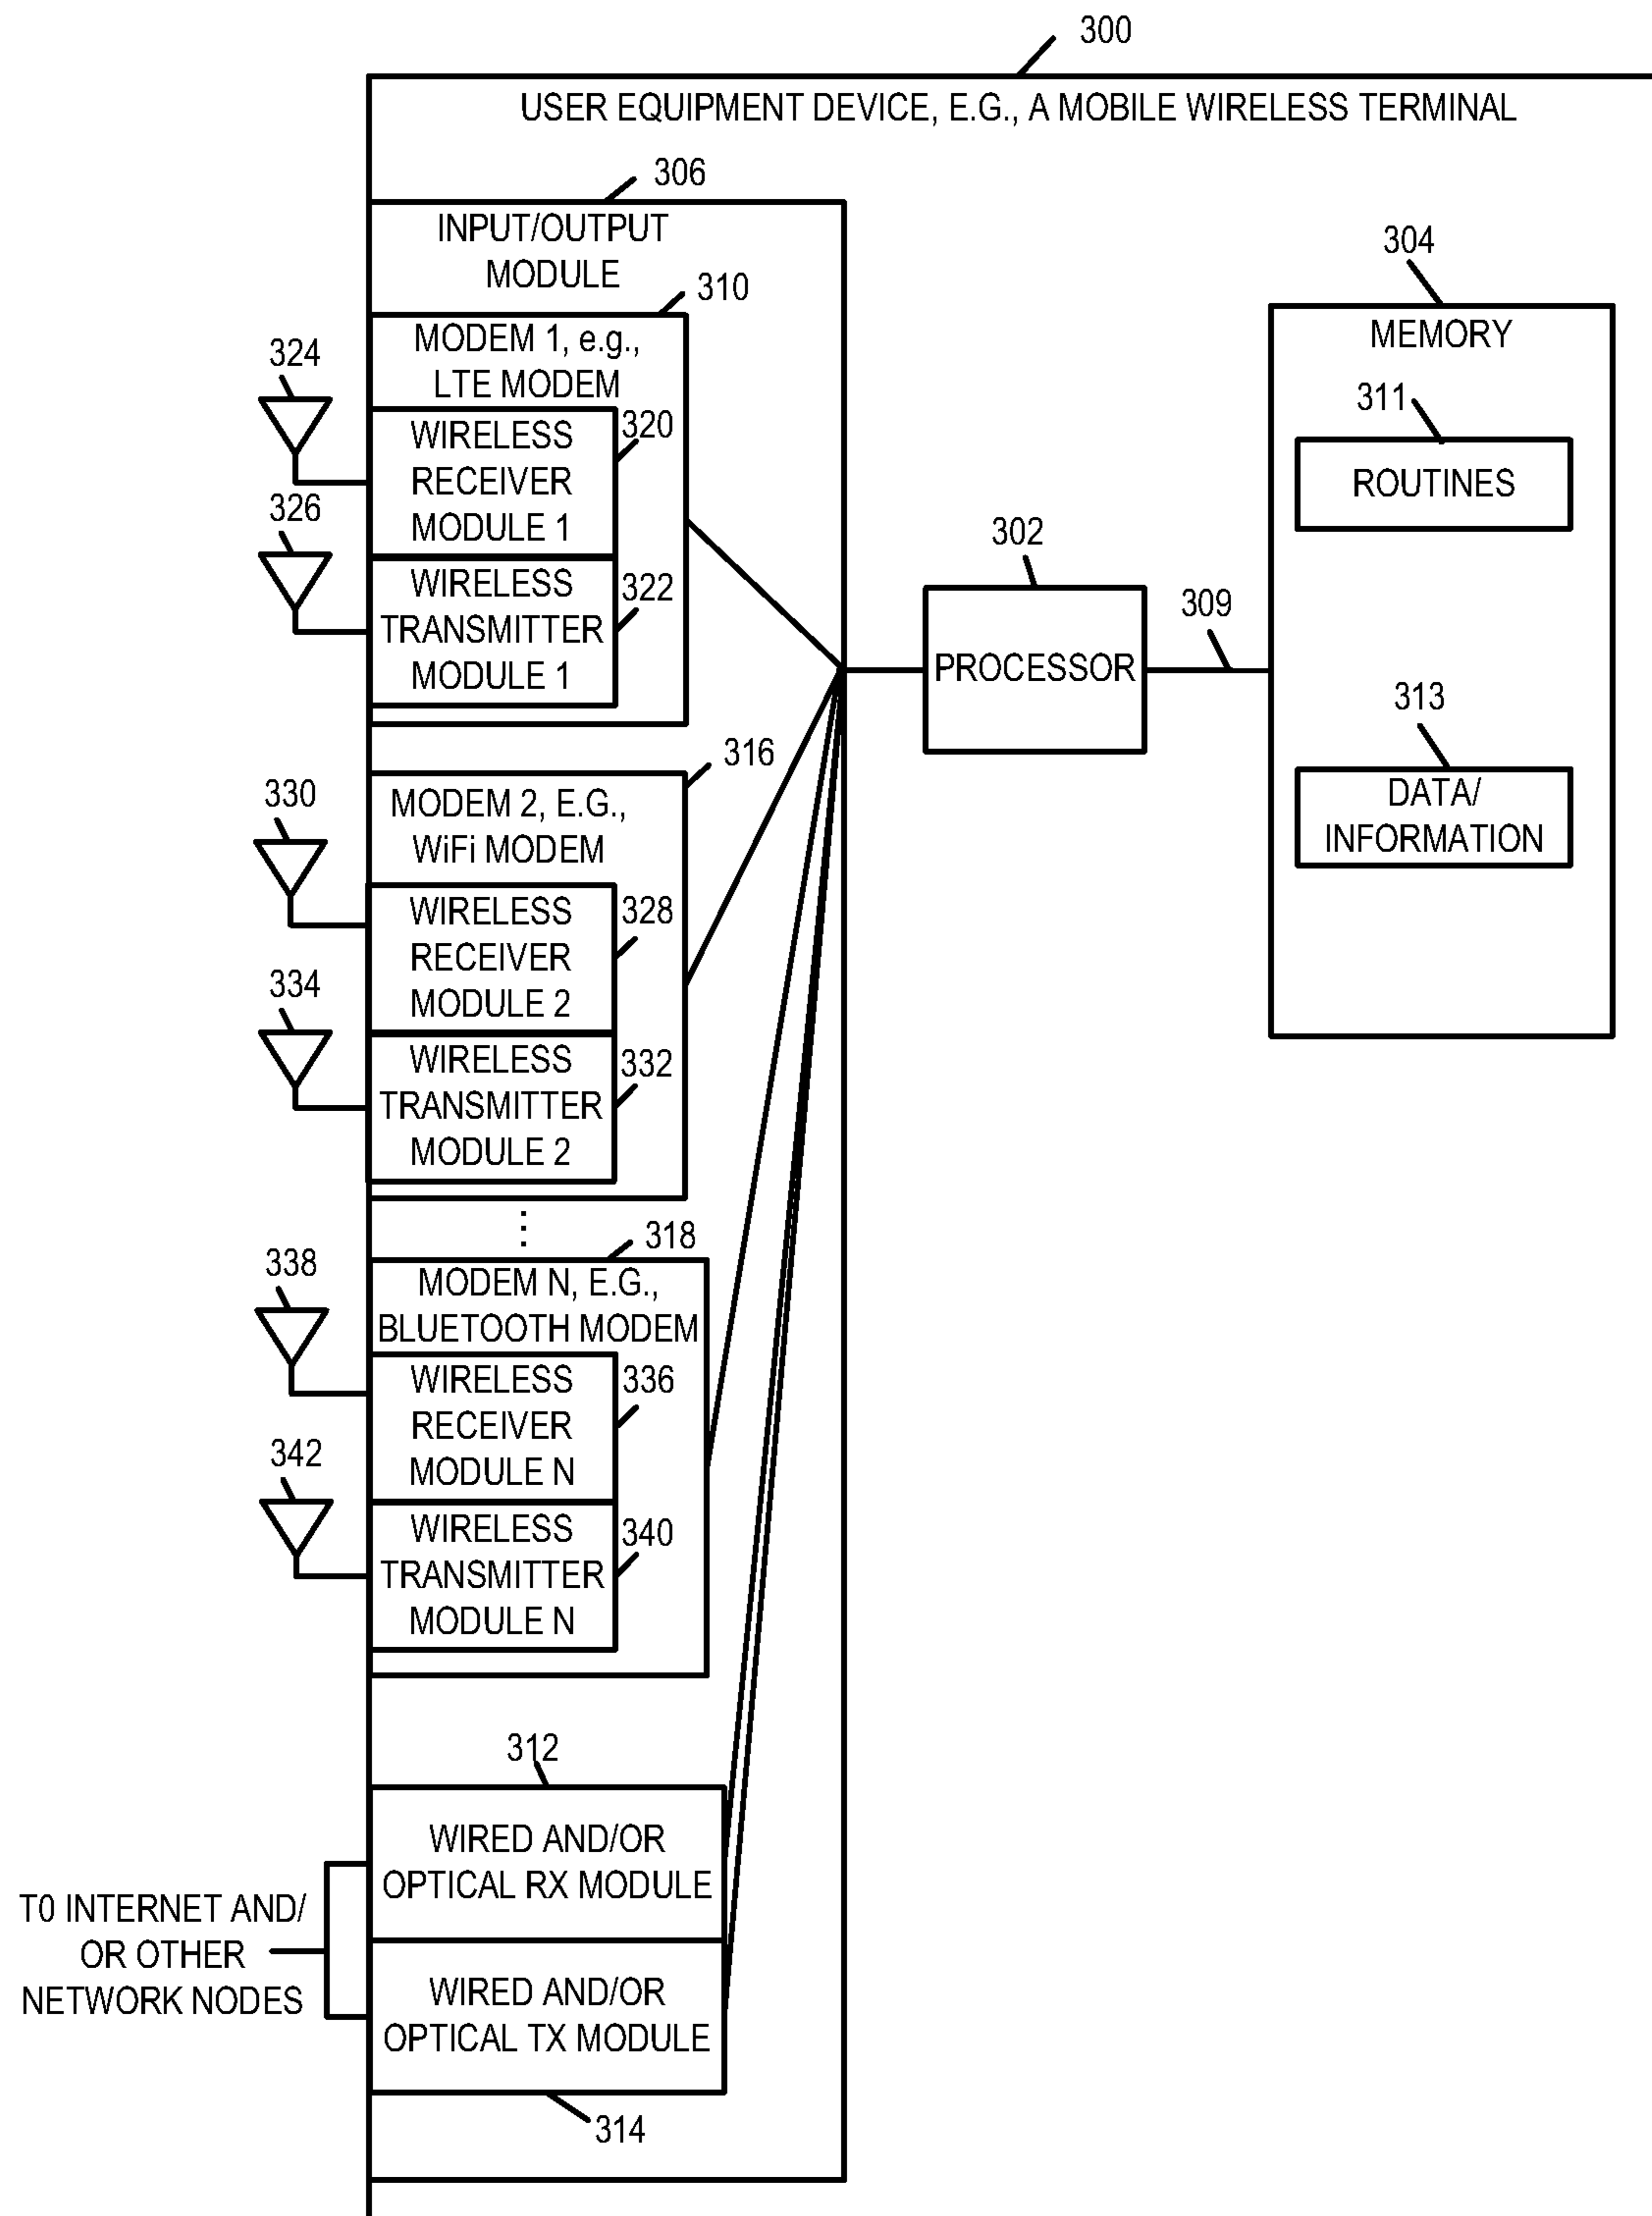 300
USER EQUIPMENT DEVICE, E.G., A MOBILE WIRELESS TERMINAL
306
INPUT/OUTPUT
MODULE
310
MODEM 1, e.g.,
LTE MODEM
324
320
WIRELESS
RECEIVER
MODULE 1
326
322
WIRELESS
TRANSMITTER
MODULE 1
316
MODEM 2, E.G.,
WiFi MODEM
330
328
WIRELESS
RECEIVER
MODULE 2
334
332
WIRELESS
TRANSMITTER
MODULE 2
⋮
318
MODEM N, E.G.,
BLUETOOTH MODEM
338
336
WIRELESS
RECEIVER
MODULE N
342
340
WIRELESS
TRANSMITTER
MODULE N
312
WIRED AND/OR
OPTICAL RX MODULE
T0 INTERNET AND/
OR OTHER
NETWORK NODES
WIRED AND/OR
OPTICAL TX MODULE
314
302
PROCESSOR
309
304
MEMORY
311
ROUTINES
313
DATA/
INFORMATION